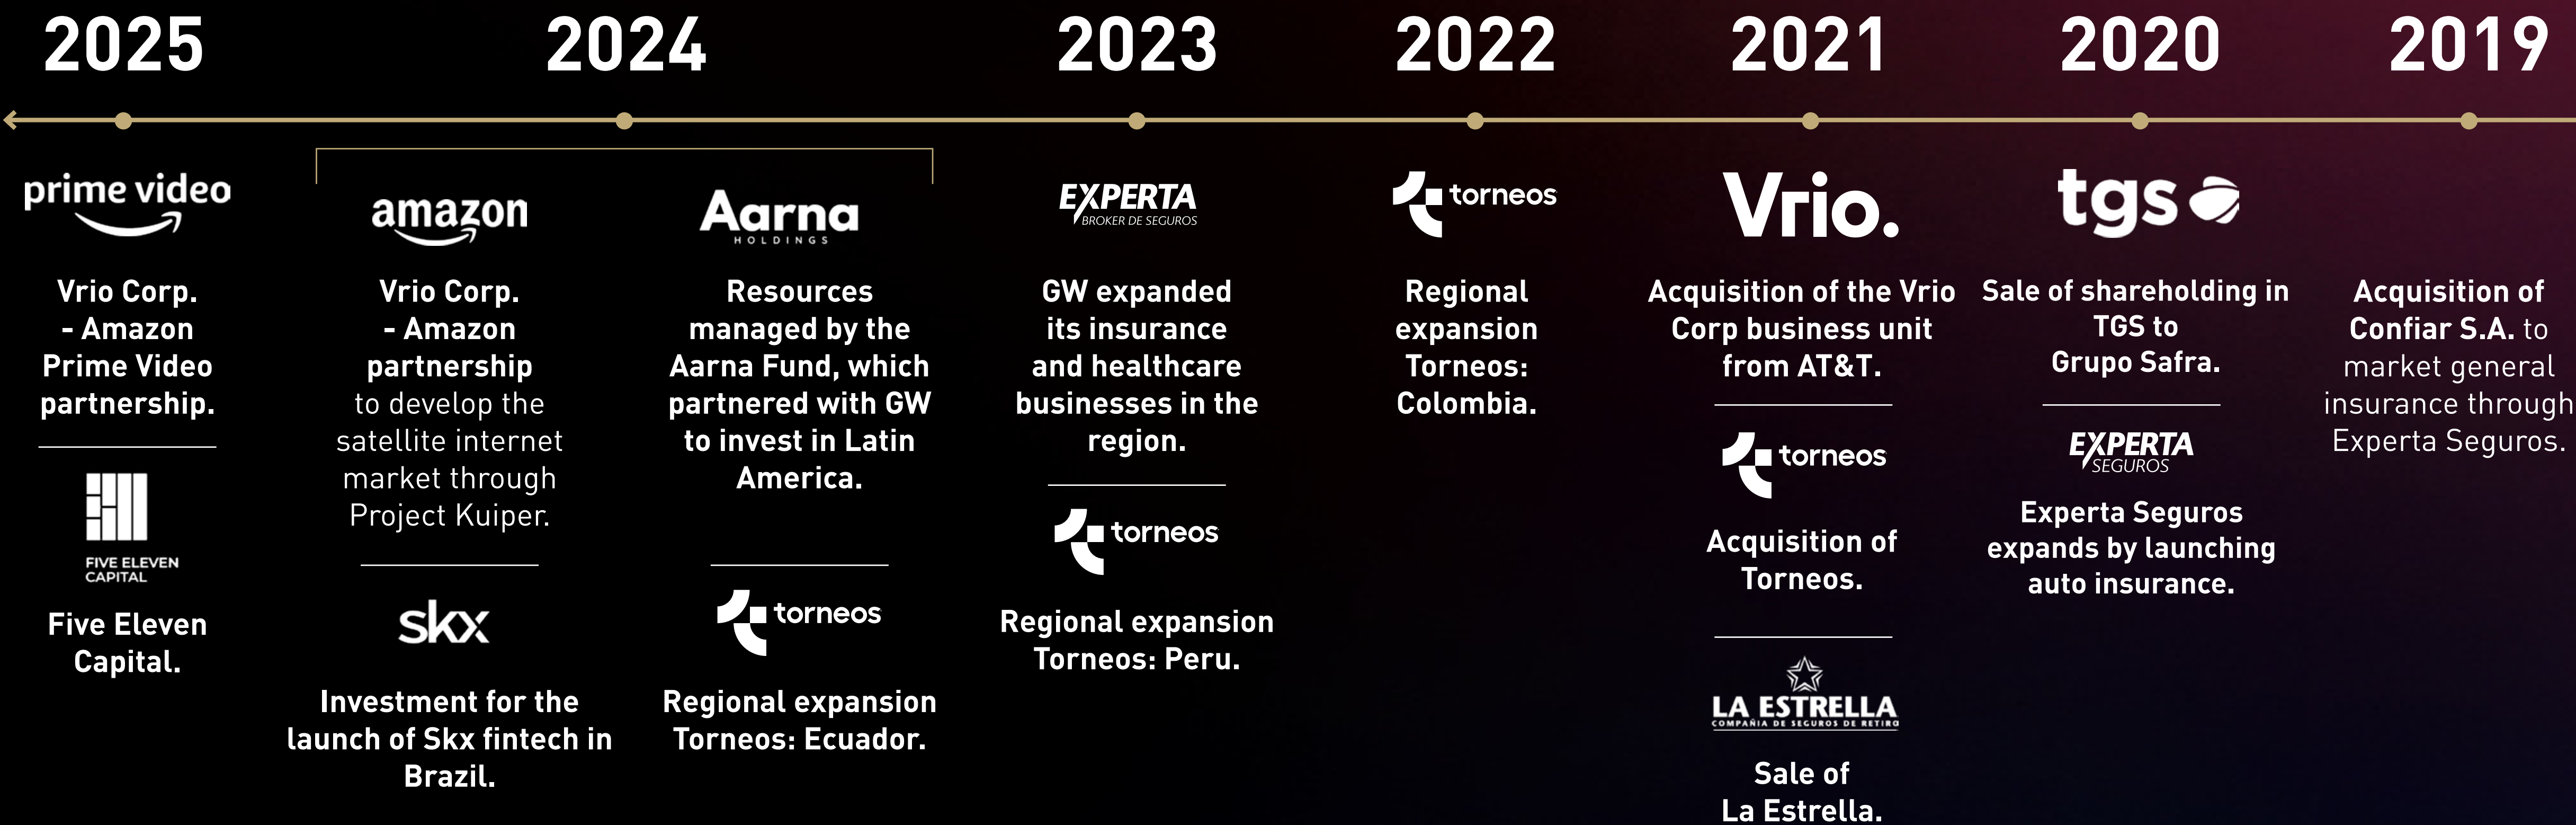 2025
prime video
Vrio Corp.
- Amazon
Prime Video
partnership.
FIVE ELEVEN
CAPITAL
Five Eleven
Capital.
2024
amazon
Vrio Corp.
- Amazon
partnership
to develop the
satellite internet
market through
Project Kuiper.
skx
Investment for the
launch of Skx fintech in
Brazil.
Aarna
HOLDINGS
Resources
managed by the
Aarna Fund, which
partnered with GW
to invest in Latin
America.
torneos
Regional expansion
Torneos: Ecuador.
2023
EXPERTA
BROKER DE SEGUROS
GW expanded
its insurance
and healthcare
businesses in the
region.
torneos
Regional expansion
Torneos: Peru.
2022
torneos
Regional
expansion
Torneos:
Colombia.
2021
Vrio.
Acquisition of the Vrio
Corp business unit
from AT&T.
torneos
Acquisition of
Torneos.
LA ESTRELLA
COMPAÑIA DE SEGUROS DE RETIRO
Sale of
La Estrella.
2020
tgs
Sale of shareholding in
TGS to
Grupo Safra.
EXPERTA
SEGUROS
Experta Seguros
expands by launching
auto insurance.
2019
Acquisition of
Confiar S.A. to
market general
insurance through
Experta Seguros.